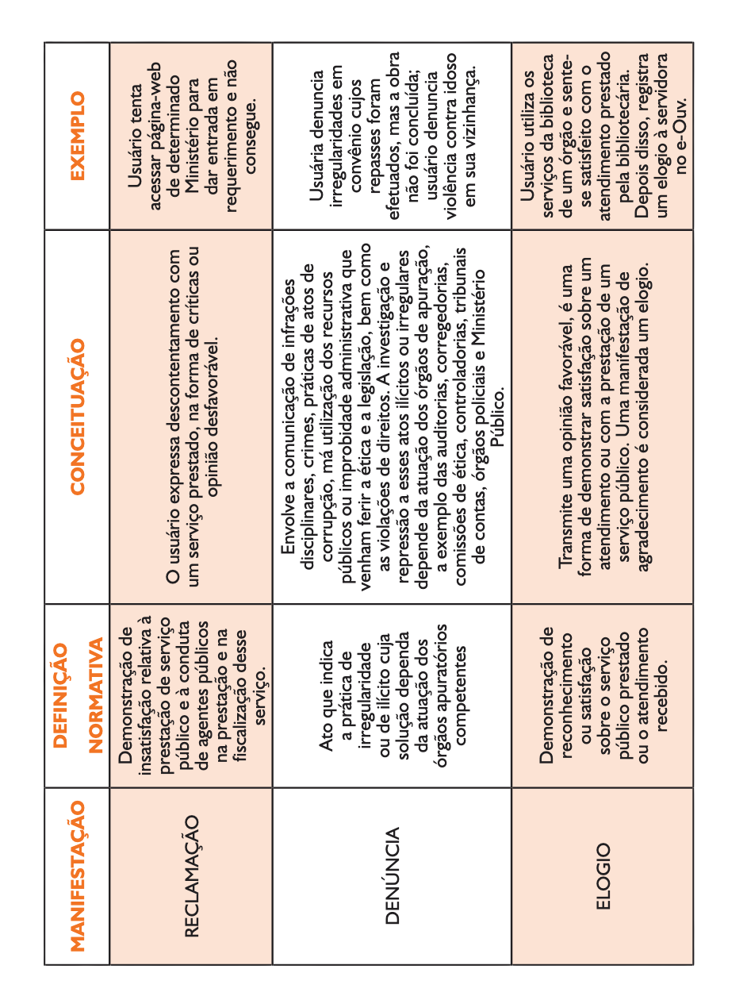 MANIFESTAÇÃO
DEFINIÇÃO
NORMATIVA
CONCEITUAÇÃO
EXEMPLO
RECLAMAÇÃO
Demonstração de
insatisfação relativa à
prestação de serviço
público e à conduta
de agentes públicos
na prestação e na
fiscalização desse
serviço.
O usuário expressa descontentamento com
um serviço prestado, na forma de críticas ou
opinião desfavorável.
Usuário tenta
acessar página-web
de determinado
Ministério para
dar entrada em
requerimento e não
consegue.
DENÚNCIA
Ato que indica
a prática de
irregularidade
ou de ilícito cuja
solução dependa
da atuação dos
órgãos apuratórios
competentes
Envolve a comunicação de infrações
disciplinares, crimes, práticas de atos de
corrupção, má utilização dos recursos
públicos ou improbidade administrativa que
venham ferir a ética e a legislação, bem como
as violações de direitos. A investigação e
repressão a esses atos ilícitos ou irregulares
depende da atuação dos órgãos de apuração,
a exemplo das auditorias, corregedorias,
comissões de ética, controladorias, tribunais
de contas, órgãos policiais e Ministério
Público.
Usuária denuncia
irregularidades em
convênio cujos
repasses foram
efetuados, mas a obra
não foi concluída;
usuário denuncia
violência contra idoso
em sua vizinhança.
ELOGIO
Demonstração de
reconhecimento
ou satisfação
sobre o serviço
público prestado
ou o atendimento
recebido.
Transmite uma opinião favorável, é uma
forma de demonstrar satisfação sobre um
atendimento ou com a prestação de um
serviço público. Uma manifestação de
agradecimento é considerada um elogio.
Usuário utiliza os
serviços da biblioteca
de um órgão e sente-
se satisfeito com o
atendimento prestado
pela bibliotecária.
Depois disso, registra
um elogio à servidora
no e-Ouv.